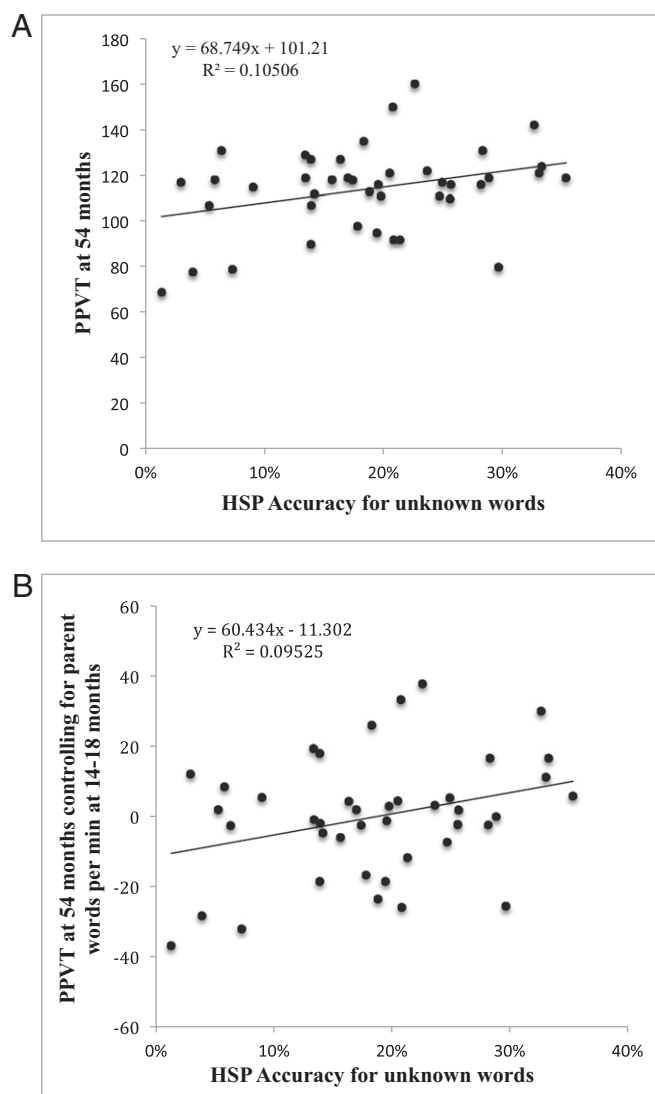 A
y = 68.749x + 101.21
R² = 0.10506
180
160
140
120
100
80
60
40
20
0
PPVT at 54 months
0% 10% 20% 30% 40%
HSP Accuracy for unknown words
B
y = 60.434x - 11.302
R² = 0.09525
60
40
20
0
-20
-40
-60
PPVT at 54 months controlling for parent
words per min at 14-18 months
0% 10% 20% 30% 40%
HSP Accuracy for unknown words